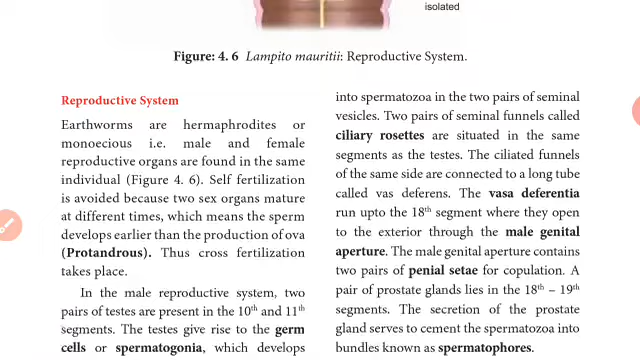 isolated
Figure: 4. 6 Lampito mauritii: Reproductive System.
Reproductive System
Earthworms are hermaphrodites or
monoecious i.e. male and female
reproductive organs are found in the same
individual (Figure 4. 6). Self fertilization
is avoided because two sex organs mature
at different times, which means the sperm
develops earlier than the production of ova
(Protandrous). Thus cross fertilization
takes place.
In the male reproductive system, two
pairs of testes are present in the 10th and 11th
segments. The testes give rise to the germ
cells or spermatogonia, which develops
into spermatozoa in the two pairs of seminal
vesicles. Two pairs of seminal funnels called
ciliary rosettes are situated in the same
segments as the testes. The ciliated funnels
of the same side are connected to a long tube
called vas deferens. The vasa deferentia
run upto the 18th segment where they open
to the exterior through the male genital
aperture. The male genital aperture contains
two pairs of penial setae for copulation. A
pair of prostate glands lies in the 18th – 19th
segments. The secretion of the prostate
gland serves to cement the spermatozoa into
bundles known as spermatophores.